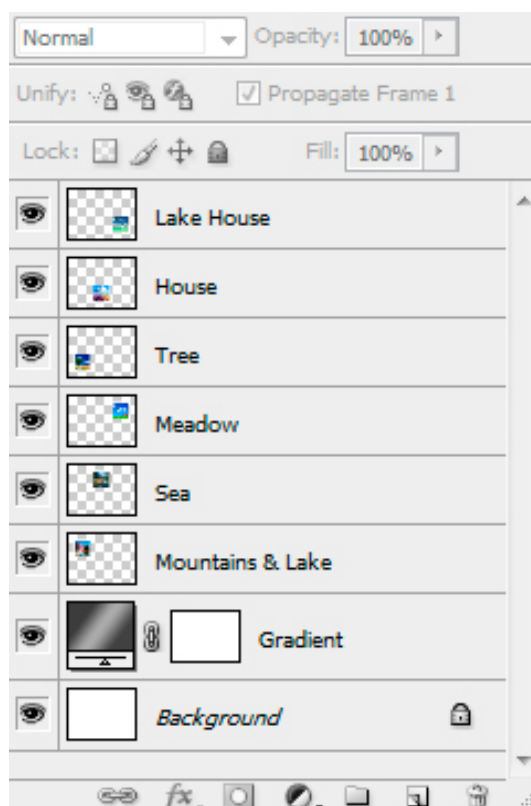 Normal Opacity: 100%
Unify: Propagate Frame 1
Lock: Fill: 100%
Lake House
House
Tree
Meadow
Sea
Mountains & Lake
Gradient
Background
fx.